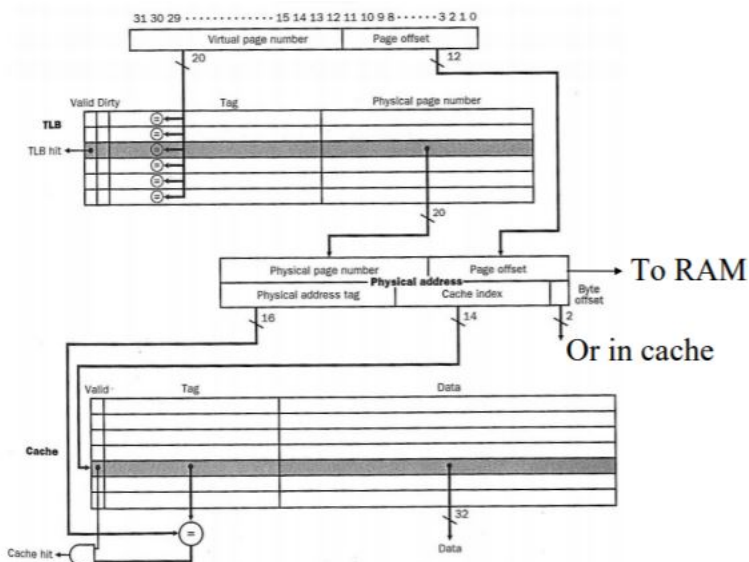 31 30 29 ··········· 15 14 13 12 11 10 9 8 ······ 3 2 1 0
Virtual page number Page offset
20 12
Valid Dirty Tag Physical page number
TLB
=
=
TLB hit =
=
=
=
20
Physical page number Page offset To RAM
Physical address
Physical address tag Cache index Byte
offset
16 14 2
Or in cache
Valid Tag Data
Cache
32
=
Data
Cache hit